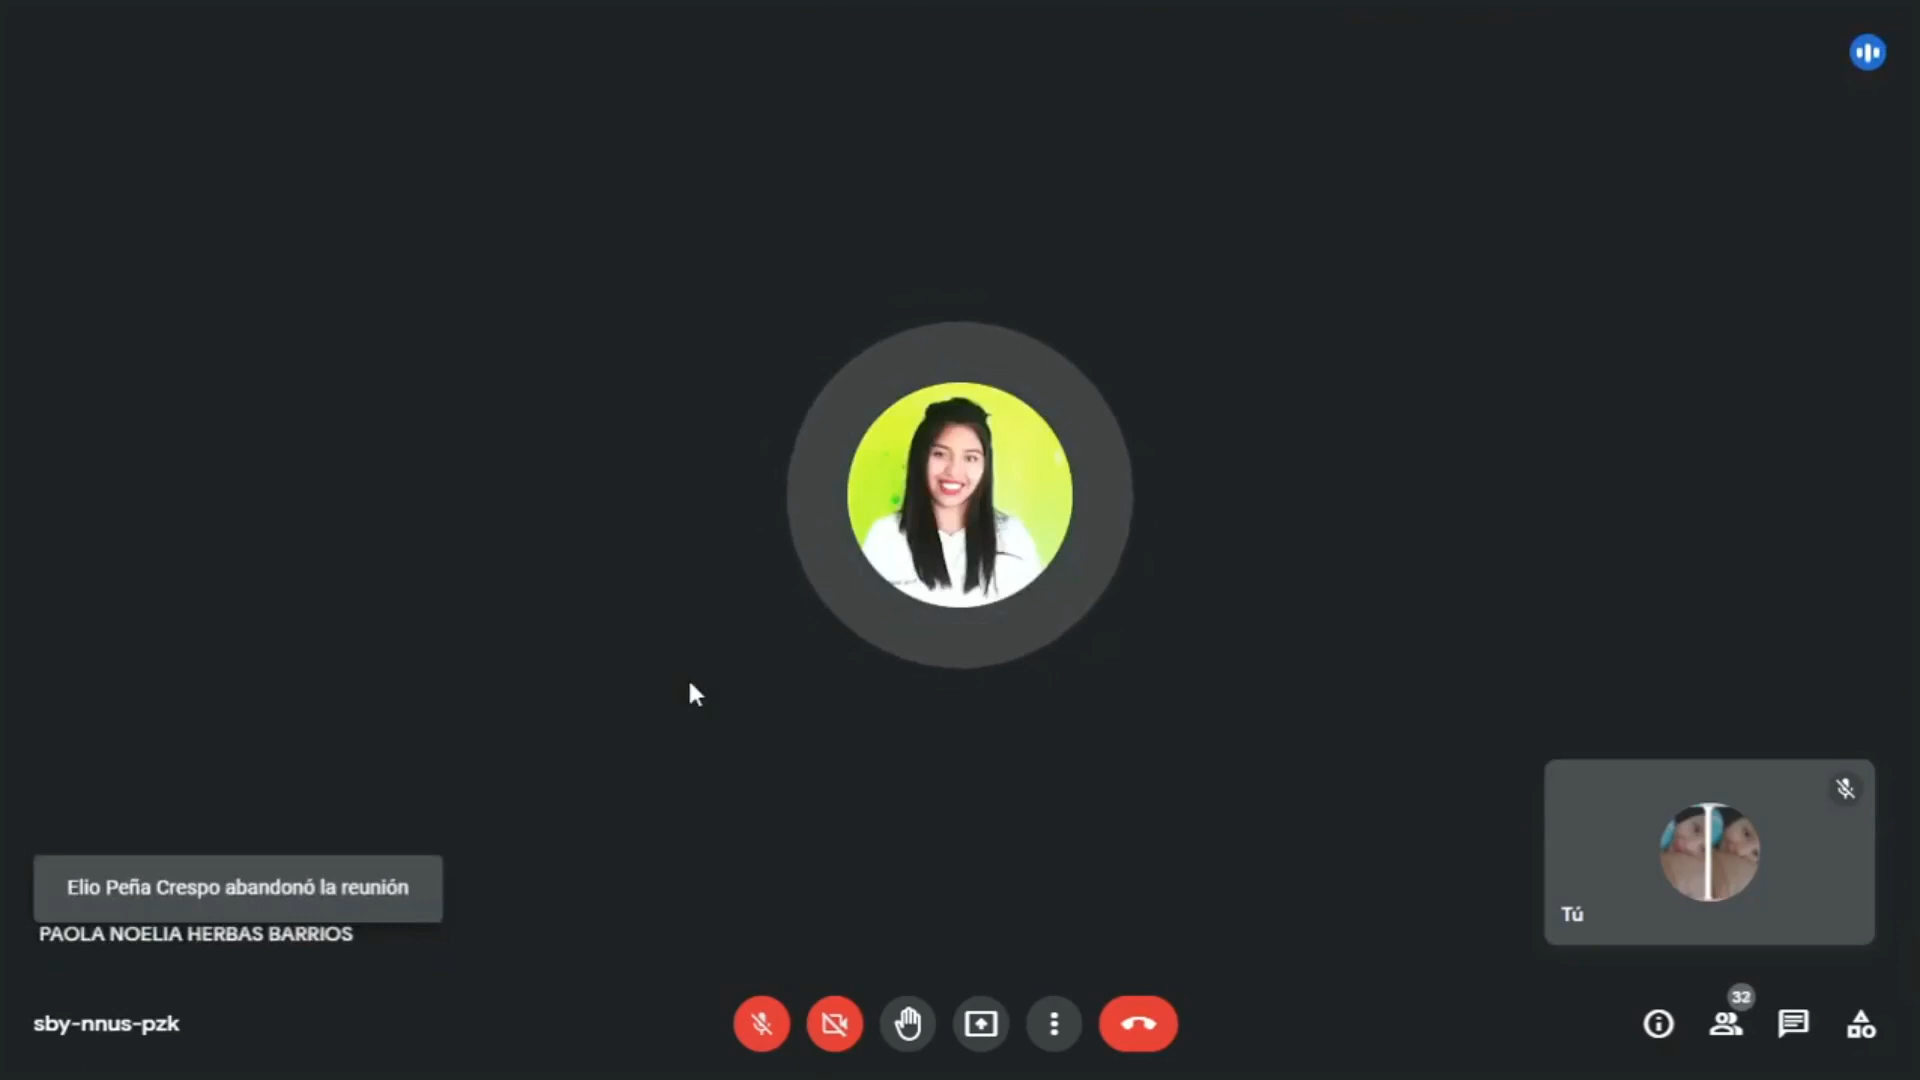 Elio Peña Crespo abandonó la reunión
PAOLA NOELIA HERBAS BARRIOS
Tú
sby-nnus-pzk
32